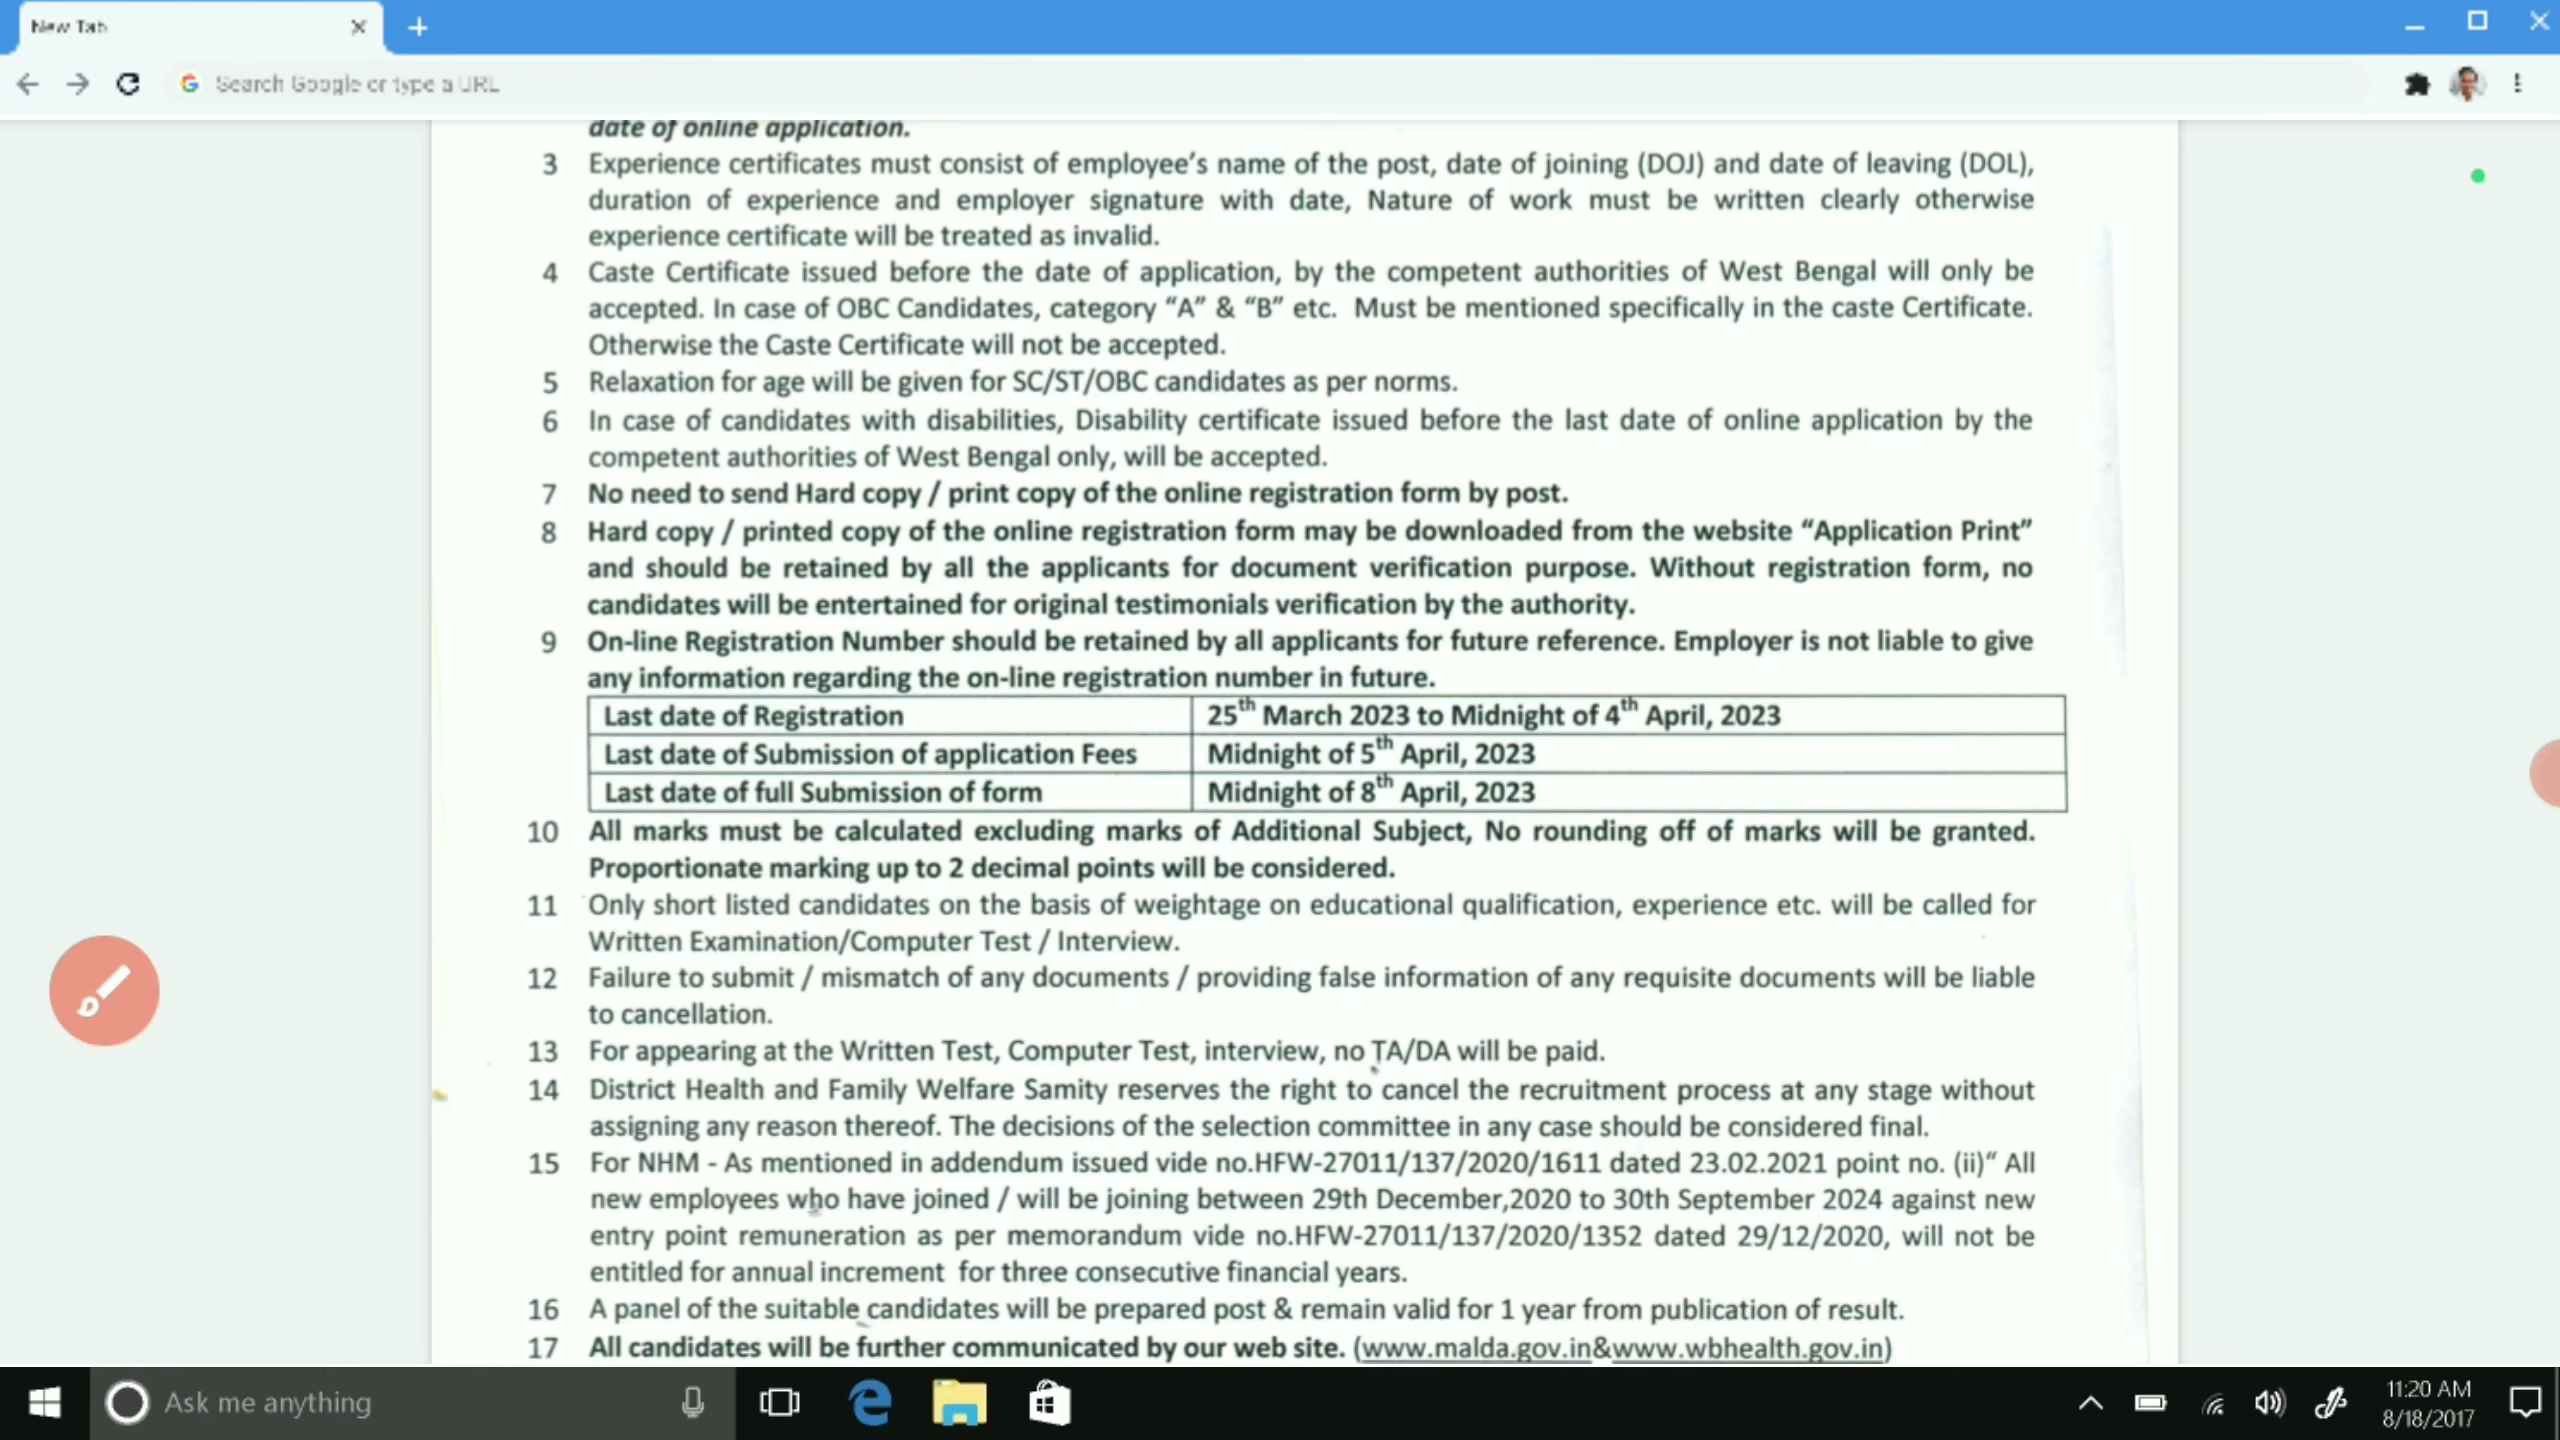 New Tab
Search Google or type a URL
date of online application.
3 Experience certificates must consist of employee's name of the post, date of joining (DOJ) and date of leaving (DOL),
duration of experience and employer signature with date, Nature of work must be written clearly otherwise
experience certificate will be treated as invalid.
4 Caste Certificate issued before the date of application, by the competent authorities of West Bengal will only be
accepted. In case of OBC Candidates, category “A” & “B” etc. Must be mentioned specifically in the caste Certificate.
Otherwise the Caste Certificate will not be accepted.
5 Relaxation for age will be given for SC/ST/OBC candidates as per norms.
6 In case of candidates with disabilities, Disability certificate issued before the last date of online application by the
competent authorities of West Bengal only, will be accepted.
7 No need to send Hard copy / print copy of the online registration form by post.
8 Hard copy / printed copy of the online registration form may be downloaded from the website “Application Print”
and should be retained by all the applicants for document verification purpose. Without registration form, no
candidates will be entertained for original testimonials verification by the authority.
9 On-line Registration Number should be retained by all applicants for future reference. Employer is not liable to give
any information regarding the on-line registration number in future.
Last date of Registration 25th March 2023 to Midnight of 4th April, 2023
Last date of Submission of application Fees Midnight of 5th April, 2023
Last date of full Submission of form Midnight of 8th April, 2023
10 All marks must be calculated excluding marks of Additional Subject, No rounding off of marks will be granted.
Proportionate marking up to 2 decimal points will be considered.
11 Only short listed candidates on the basis of weightage on educational qualification, experience etc. will be called for
Written Examination/Computer Test / Interview.
12 Failure to submit / mismatch of any documents / providing false information of any requisite documents will be liable
to cancellation.
13 For appearing at the Written Test, Computer Test, interview, no TA/DA will be paid.
14 District Health and Family Welfare Samity reserves the right to cancel the recruitment process at any stage without
assigning any reason thereof. The decisions of the selection committee in any case should be considered final.
15 For NHM - As mentioned in addendum issued vide no.HFW-27011/137/2020/1611 dated 23.02.2021 point no. (ii)“ All
new employees who have joined / will be joining between 29th December,2020 to 30th September 2024 against new
entry point remuneration as per memorandum vide no.HFW-27011/137/2020/1352 dated 29/12/2020, will not be
entitled for annual increment for three consecutive financial years.
16 A panel of the suitable candidates will be prepared post & remain valid for 1 year from publication of result.
17 All candidates will be further communicated by our web site. (www.malda.gov.in&www.wbhealth.gov.in)
Ask me anything
11:20 AM
8/18/2017